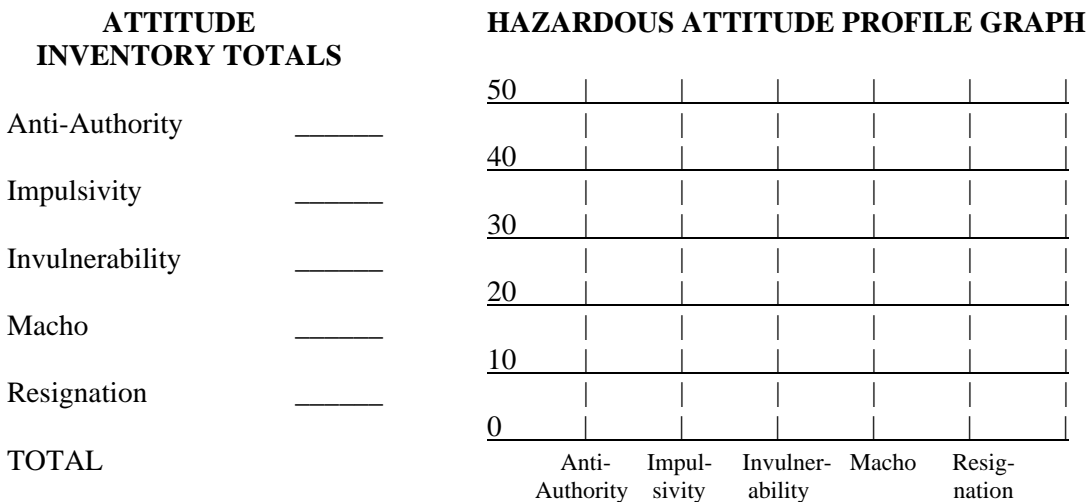 ATTITUDE
INVENTORY TOTALS
Anti-Authority ______
Impulsivity ______
Invulnerability ______
Macho ______
Resignation ______
TOTAL
HAZARDOUS ATTITUDE PROFILE GRAPH
50
40
30
20
10
0
Anti- Impul- Invulner- Macho Resig-
Authority sivity ability nation